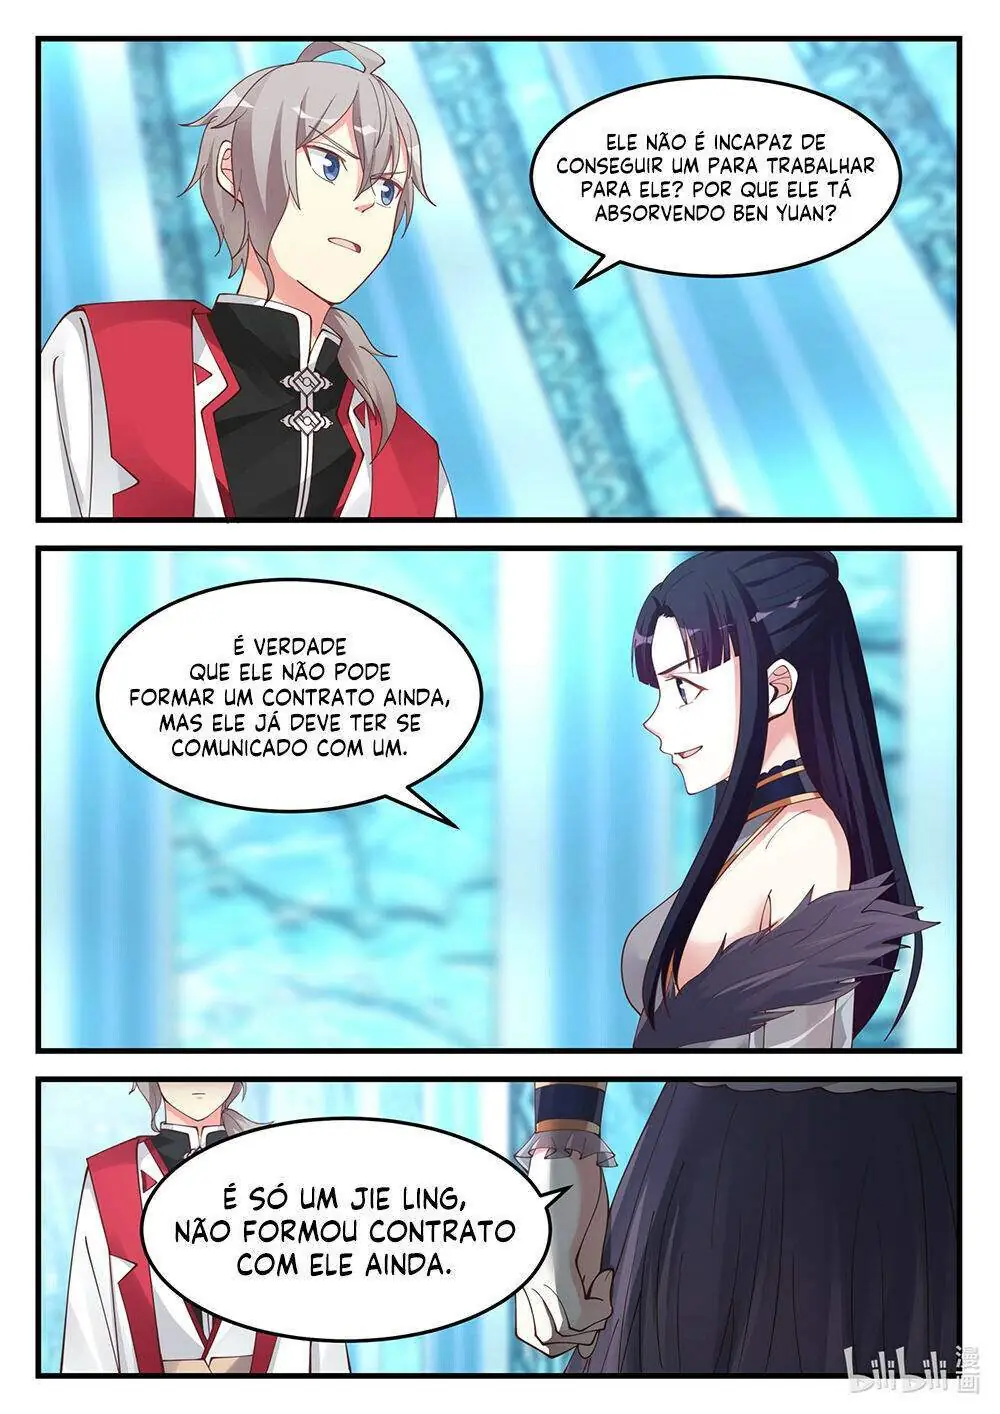 ELE NÃO É INCAPAZ DE
CONSEGUIR UM PARA TRABALHAR
PARA ELE? POR QUE ELE TÁ
ABSORVENDO BEN YUAN?
É VERDADE
QUE ELE NÃO PODE
FORMAR UM CONTRATO AINDA,
MAS ELE JÁ DEVE TER SE
COMUNICADO COM UM.
É SÓ UM JIE LING,
NÃO FORMOU CONTRATO
COM ELE AINDA.
bilibili 漫画